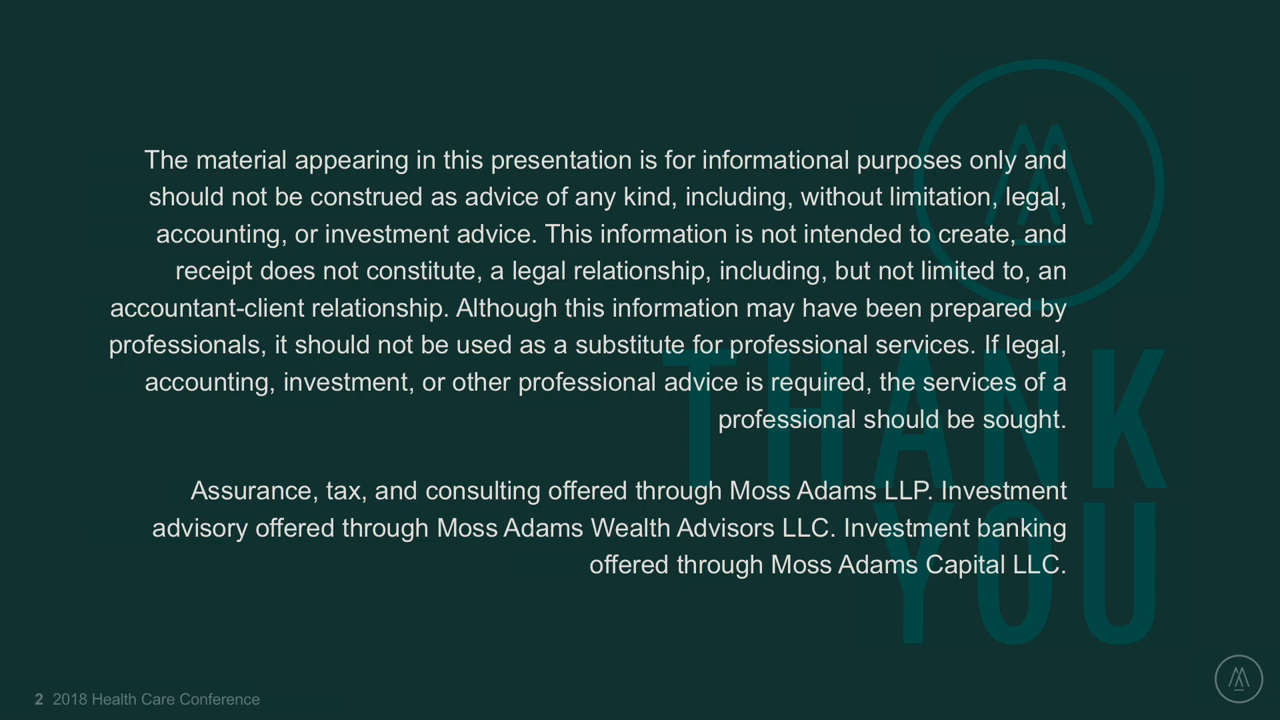 The material appearing in this presentation is for informational purposes only and
should not be construed as advice of any kind, including, without limitation, legal,
accounting, or investment advice. This information is not intended to create, and
receipt does not constitute, a legal relationship, including, but not limited to, an
accountant-client relationship. Although this information may have been prepared by
professionals, it should not be used as a substitute for professional services. If legal,
accounting, investment, or other professional advice is required, the services of a
professional should be sought.
Assurance, tax, and consulting offered through Moss Adams LLP. Investment
advisory offered through Moss Adams Wealth Advisors LLC. Investment banking
offered through Moss Adams Capital LLC.
THANK
YOU
2 2018 Health Care Conference